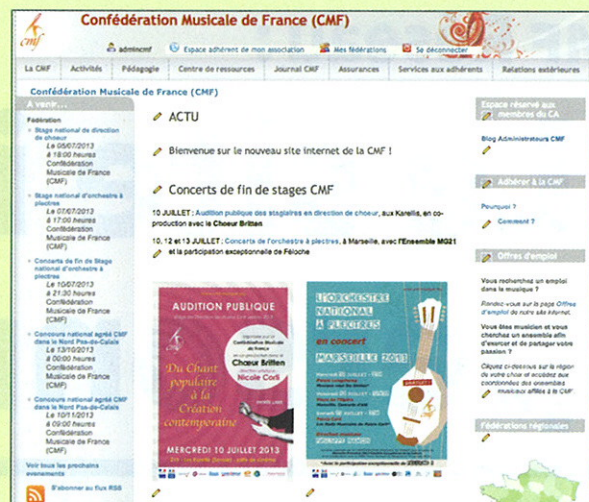 Confédération Musicale de France (CMF)
cmf
admincmf
Espace adhérent de mon association
Mes fédérations
Se déconnecter
La CMF
Activités
Pédagogie
Centre de ressources
Journal CMF
Assurances
Services aux adhérents
Relations extérieures
Confédération Musicale de France (CMF)
A venir...
Fédération
Stage national de direction
de choeur
Le 05/07/2013
à 18:00 heures
Confédération
Musicale de France
(CMF)
Stage national d'orchestre à
plectres
Le 07/07/2013
à 17:00 heures
Confédération
Musicale de France
(CMF)
Concerts de fin de Stage
national d'orchestre à
plectres
Le 10/07/2013
à 21:30 heures
Confédération
Musicale de France
(CMF)
Concours national agréé CMF
dans le Nord Pas-de-Calais
Le 13/10/2013
à 00:00 heures
Confédération
Musicale de France
(CMF)
Concours national agréé CMF
dans le Nord Pas-de-Calais
Le 10/11/2013
à 09:00 heures
Confédération
Musicale de France
(CMF)
Voir tous les prochains
évenements
S'abonner au flux RSS
ACTU
Bienvenue sur le nouveau site internet de la CMF !
Concerts de fin de stages CMF
10 JUILLET : Audition publique des stagiaires en direction de choeur, aux Karellis, en co-
production avec le Choeur Britten
10, 12 et 13 JUILLET : Concerts de l'orchestre à plectres, à Marseille, avec l'Ensemble MG21
et la participation exceptionnelle de Féloche
AUDITION PUBLIQUE
Confédération Musicale
de France
Chœur Britten
Nicole Corti
Du Chant
populaire
à la
Création
contemporaine
MERCREDI 10 JUILLET 2013
L'ORCHESTRE
NATIONAL
À PLECTRES
en concert
MARSEILLE 2013
Espace réservé aux
membres du CA
Blog Administrateurs CMF
Adhérer à la CMF
Pourquoi ?
Comment ?
Offres d'emploi
Vous recherchez un emploi
dans la musique ?
Rendez-vous sur la page Offres
d'emploi de notre site internet.
Vous êtes musicien et vous
cherchez un ensemble afin
d'exercer et de partager votre
passion ?
Cliquez ci-dessous sur la région
de votre choix et accédez aux
coordonnées des ensembles
musicaux affiliés à la CMF.
Fédérations régionales